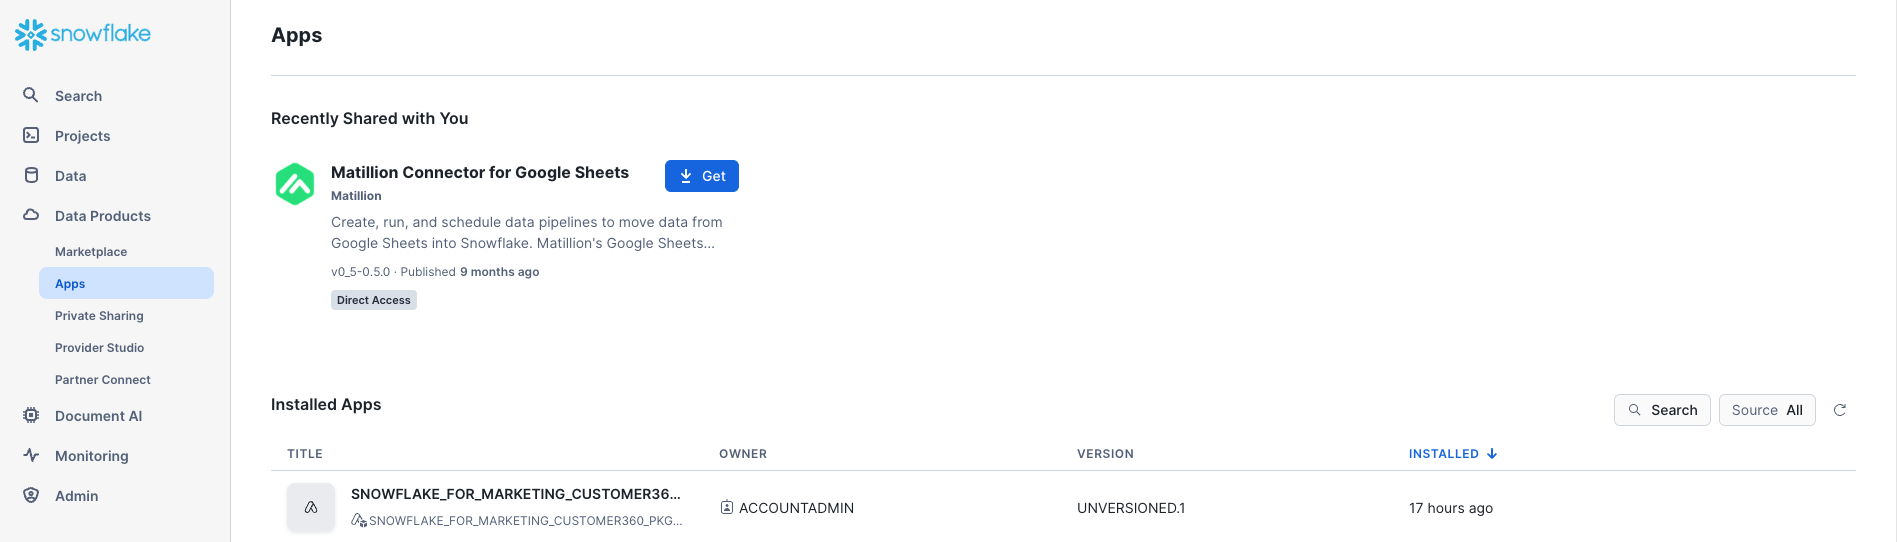 snowflake
Search
Projects
Data
Data Products
Marketplace
Apps
Private Sharing
Provider Studio
Partner Connect
Document AI
Monitoring
Admin
Apps
Recently Shared with You
Matillion Connector for Google Sheets
Get
Matillion
Create, run, and schedule data pipelines to move data from
Google Sheets into Snowflake. Matillion's Google Sheets...
v0_5-0.5.0 · Published 9 months ago
Direct Access
Installed Apps
Search
Source All
TITLE OWNER VERSION INSTALLED
SNOWFLAKE_FOR_MARKETING_CUSTOMER36...
SNOWFLAKE_FOR_MARKETING_CUSTOMER360_PKG...
ACCOUNTADMIN
UNVERSIONED.1
17 hours ago